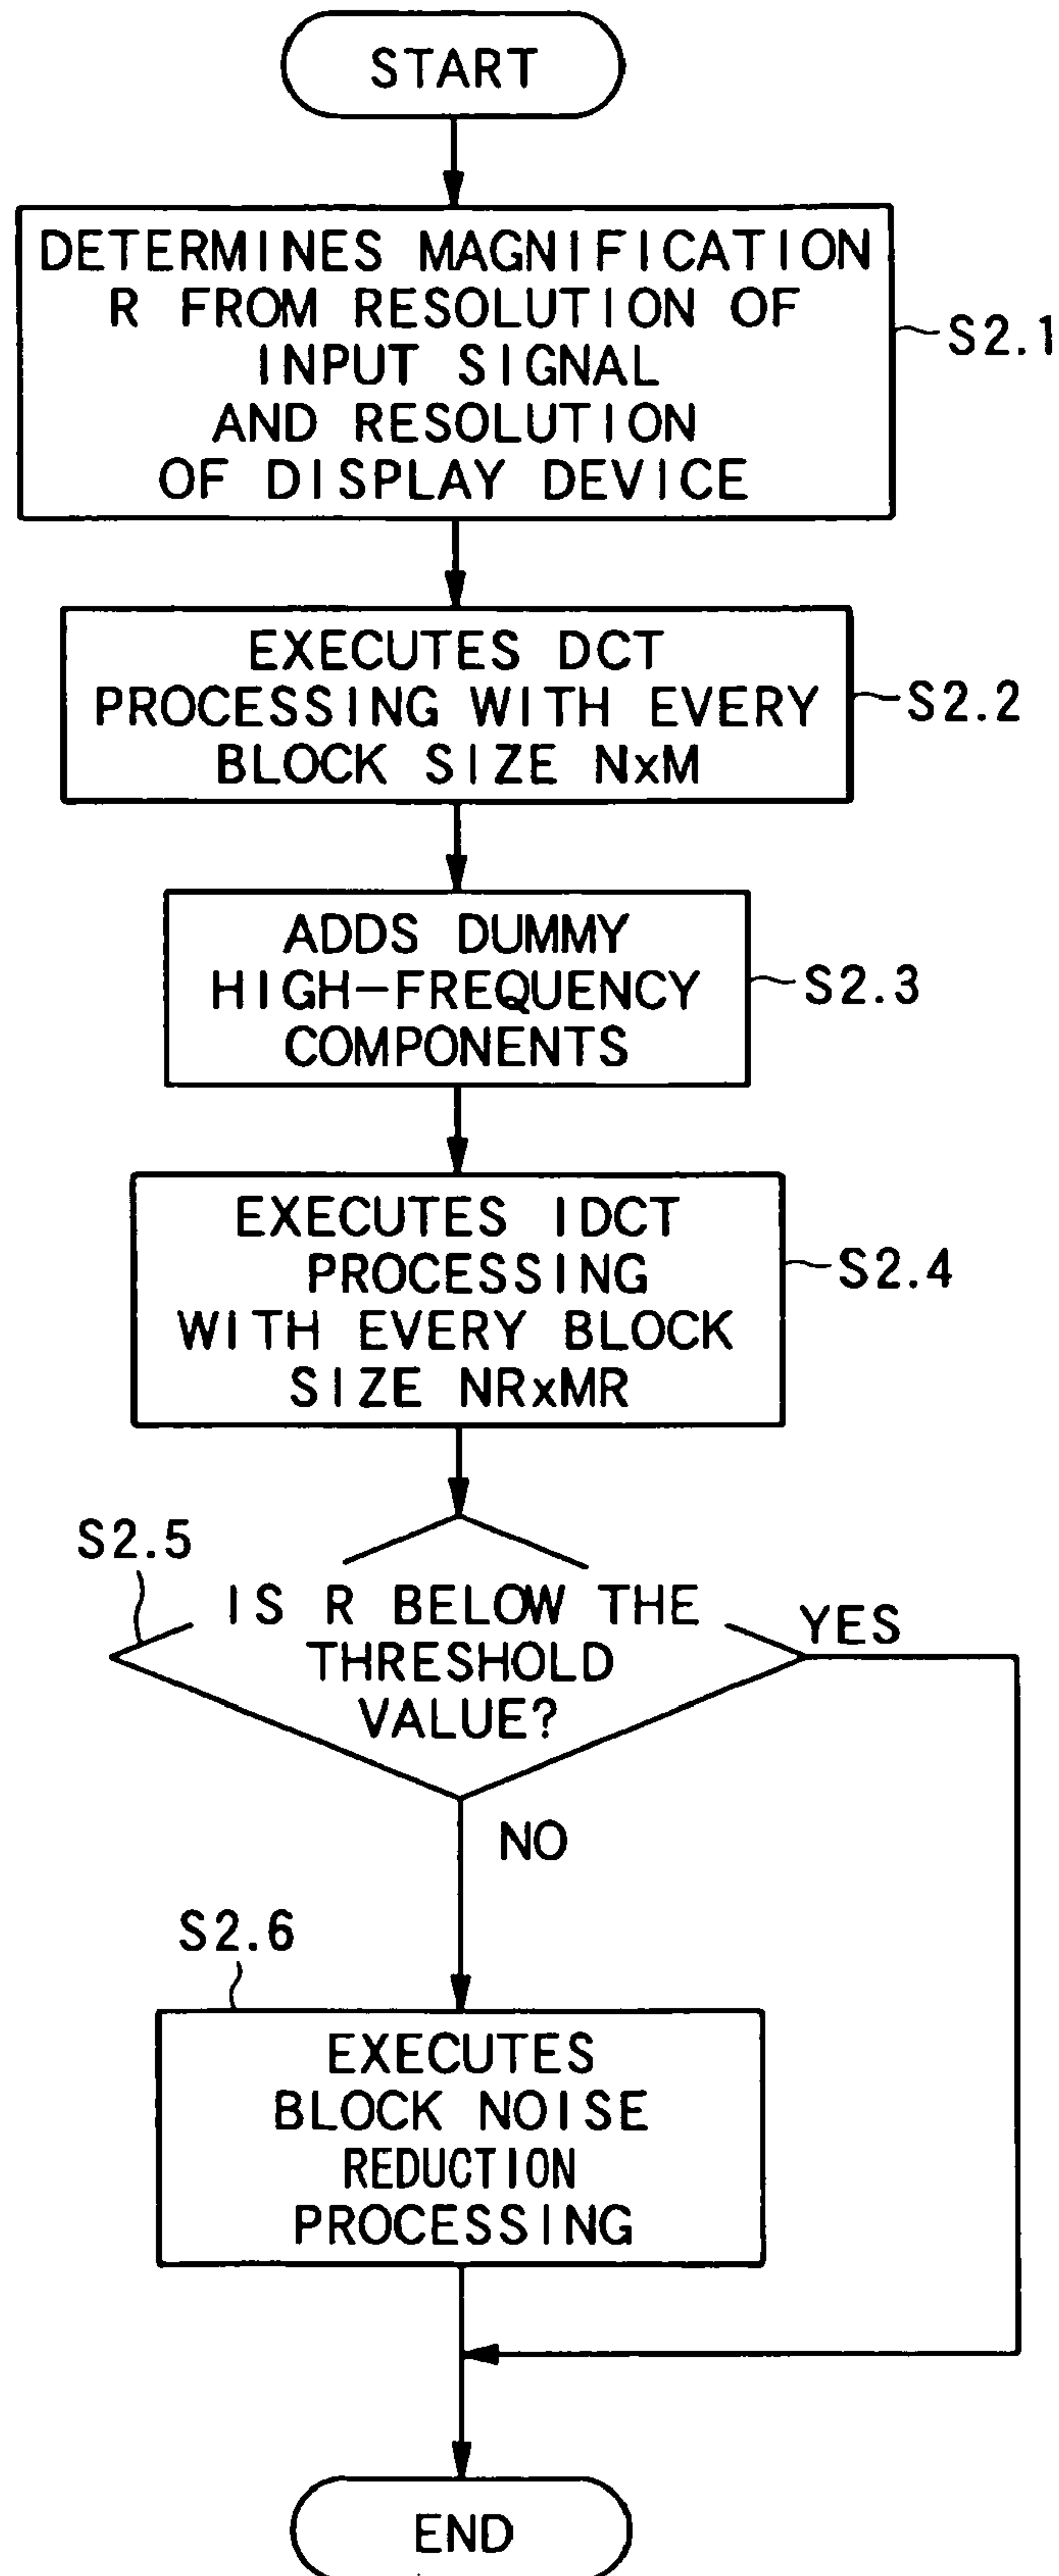 START
DETERMINES MAGNIFICATION
R FROM RESOLUTION OF
INPUT SIGNAL
AND RESOLUTION
OF DISPLAY DEVICE
S2.1
EXECUTES DCT
PROCESSING WITH EVERY
BLOCK SIZE NxM
S2.2
ADDS DUMMY
HIGH-FREQUENCY
COMPONENTS
S2.3
EXECUTES IDCT
PROCESSING
WITH EVERY BLOCK
SIZE NRxMR
S2.4
S2.5
IS R BELOW THE
THRESHOLD
VALUE?
YES
NO
S2.6
EXECUTES
BLOCK NOISE
REDUCTION
PROCESSING
END